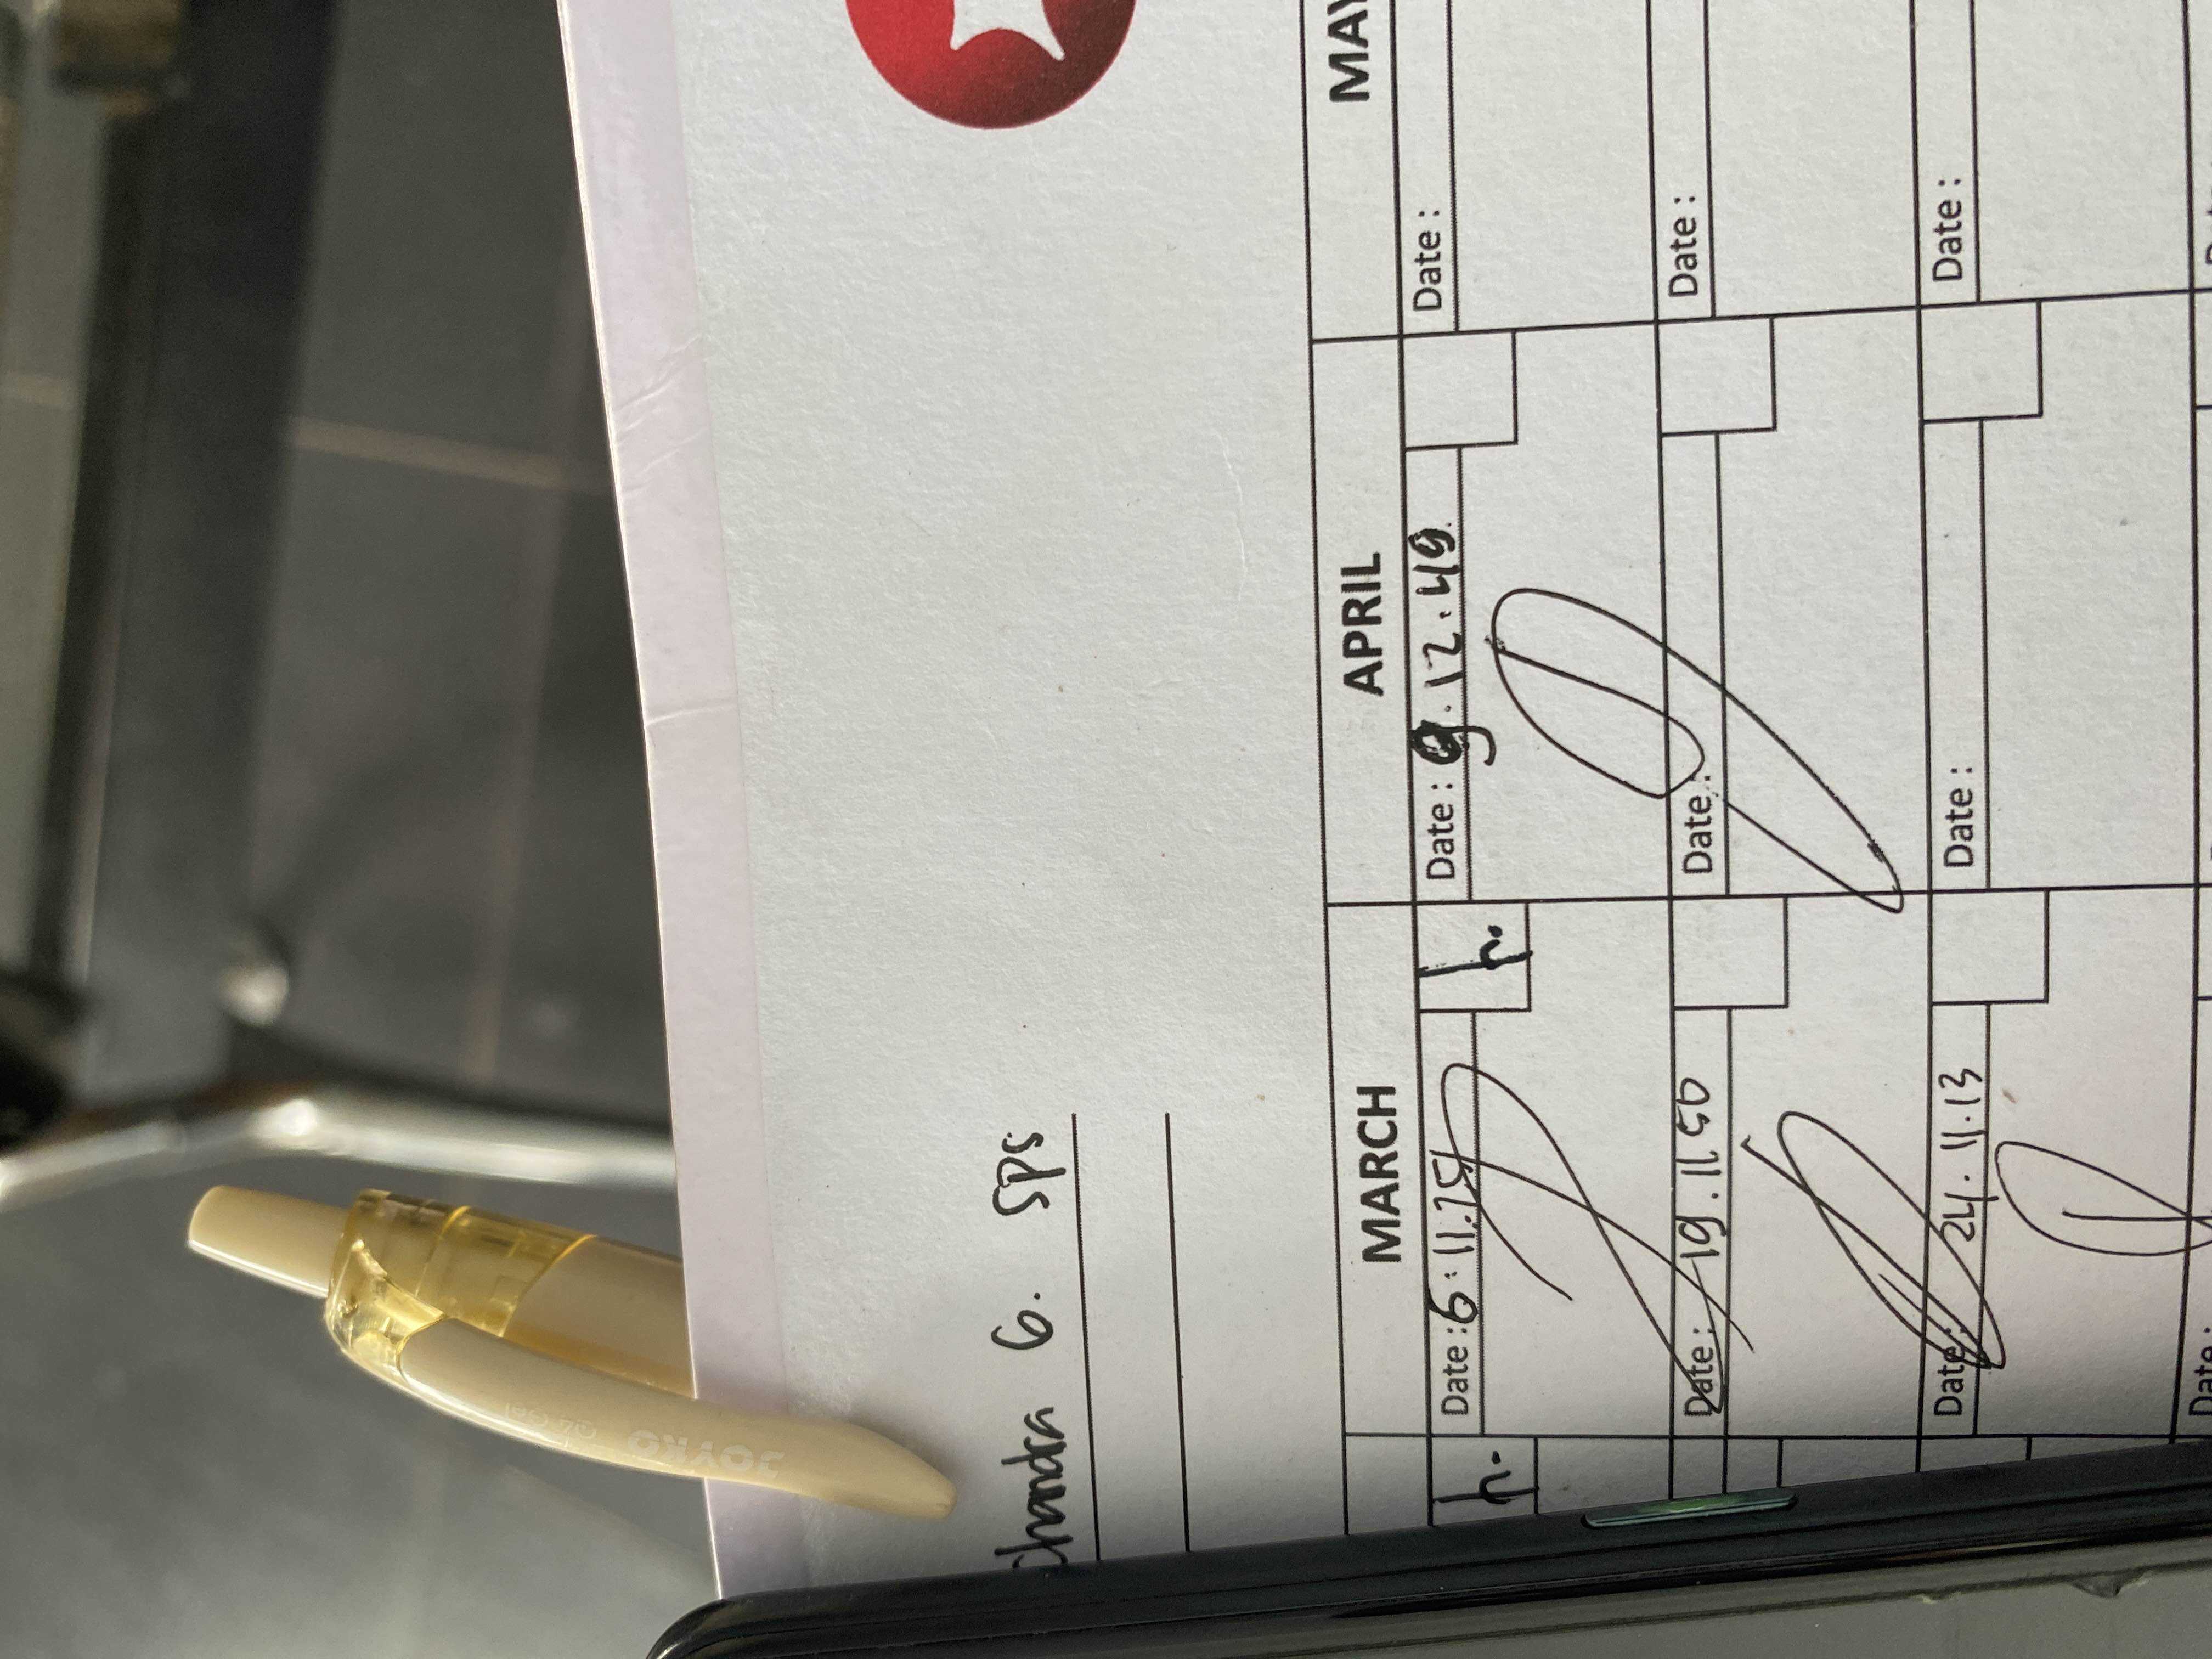 chandra G. SPs
MARCH APRIL MAY
h. Date : 6. 11.25 h. Date : 9.12.49 Date :
Date : 19.11.50 Date : Date :
Date : 24. 11.13 Date : Date :
Date :
JOYKO